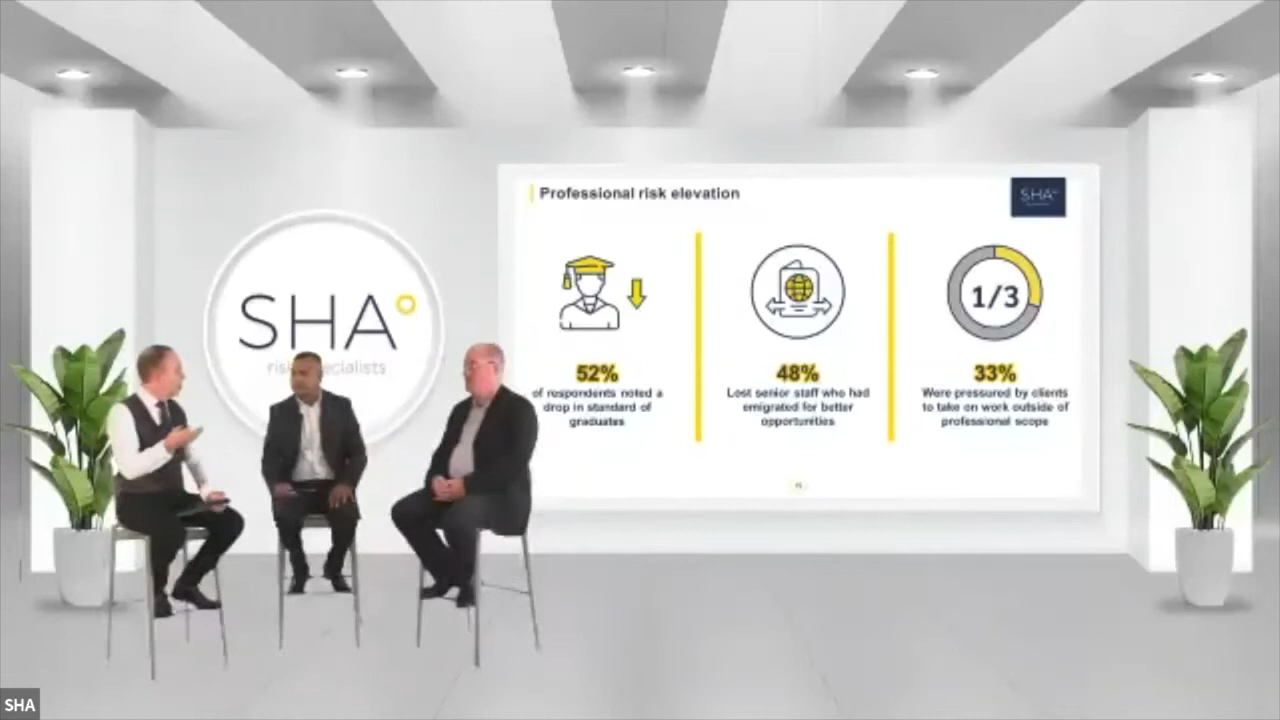 Professional risk elevation
SHA°
1/3
SHA°
52%
of respondents noted a
drop in standard of
graduates
48%
Lost senior staff who had
emigrated for better
opportunities
33%
Were pressured by clients
to take on work outside of
professional scope
SHA